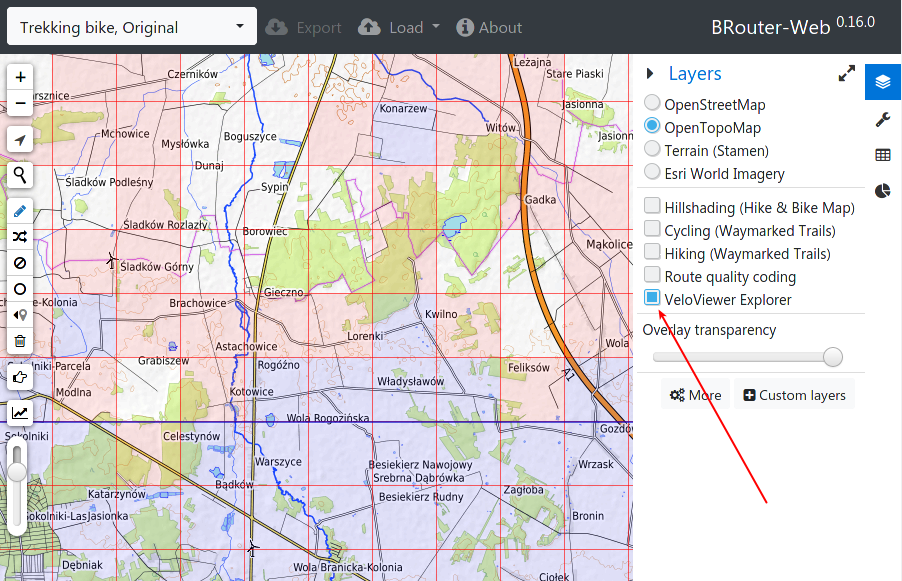 Trekking bike, Original
Export
Load
About
BRouter-Web 0.16.0
Layers
OpenStreetMap
OpenTopoMap
Terrain (Stamen)
Esri World Imagery
Hillshading (Hike & Bike Map)
Cycling (Waymarked Trails)
Hiking (Waymarked Trails)
Route quality coding
VeloViewer Explorer
Overlay transparency
More
Custom layers
+
−
Leżajna
Czerników
Stare Piaski
Konarzew
Jasionna
Mchowice
Boguszyce
Witów
Mysłówka
Dunaj
Śladków Podleśny
Sypin
Gadka
Śladków Rozlazły
Borowiec
Mąkolice
Śladków Górny
Gieczno
Brachowice
Kwilno
Lorenki
Wola
Astachowice
Grabiszew
Rogóźno
Feliksów
A1
Sokolniki-Parcela
Władysławów
Modlna
Kotowice
Wola Rogozińska
Sokolniki
Celestynów
Warszyce
Besiekierz Nawojowy
Wrzask
Srebrna Dąbrówka
Bądków
Besiekierz Rudny
Zagłoba
Katarzynów
Sokolniki-Las
Jasionka
Bronin
Dębniak
Wola Branicka-Kolonia
Ciołek